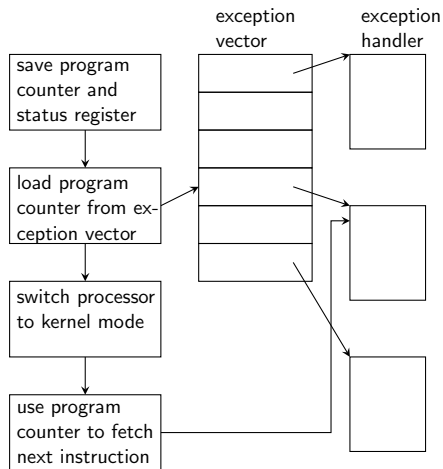 exception
vector
exception
handler
save program
counter and
status register
load program
counter from ex-
ception vector
switch processor
to kernel mode
use program
counter to fetch
next instruction